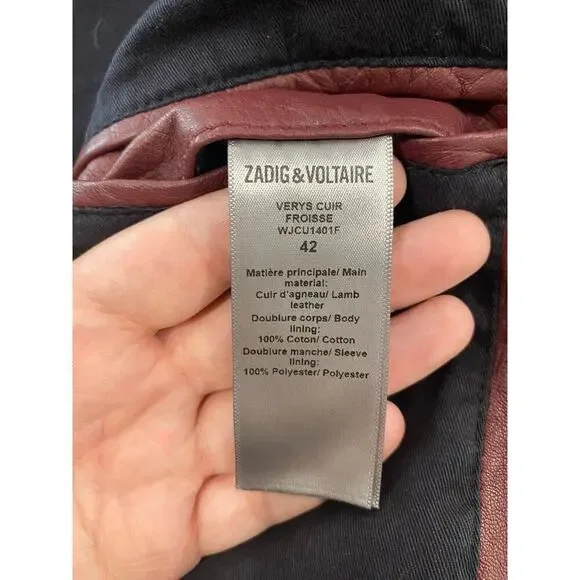 ZADIG & VOLTAIRE
VERYS CUIR
FROISSE
WJCU1401F
42
Matière principale/ Main
material:
Cuir d'agneau/ Lamb
leather
Doublure corps/ Body
lining:
100% Coton/ Cotton
Doublure manche/ Sleeve
lining:
100% Polyester/ Polyester